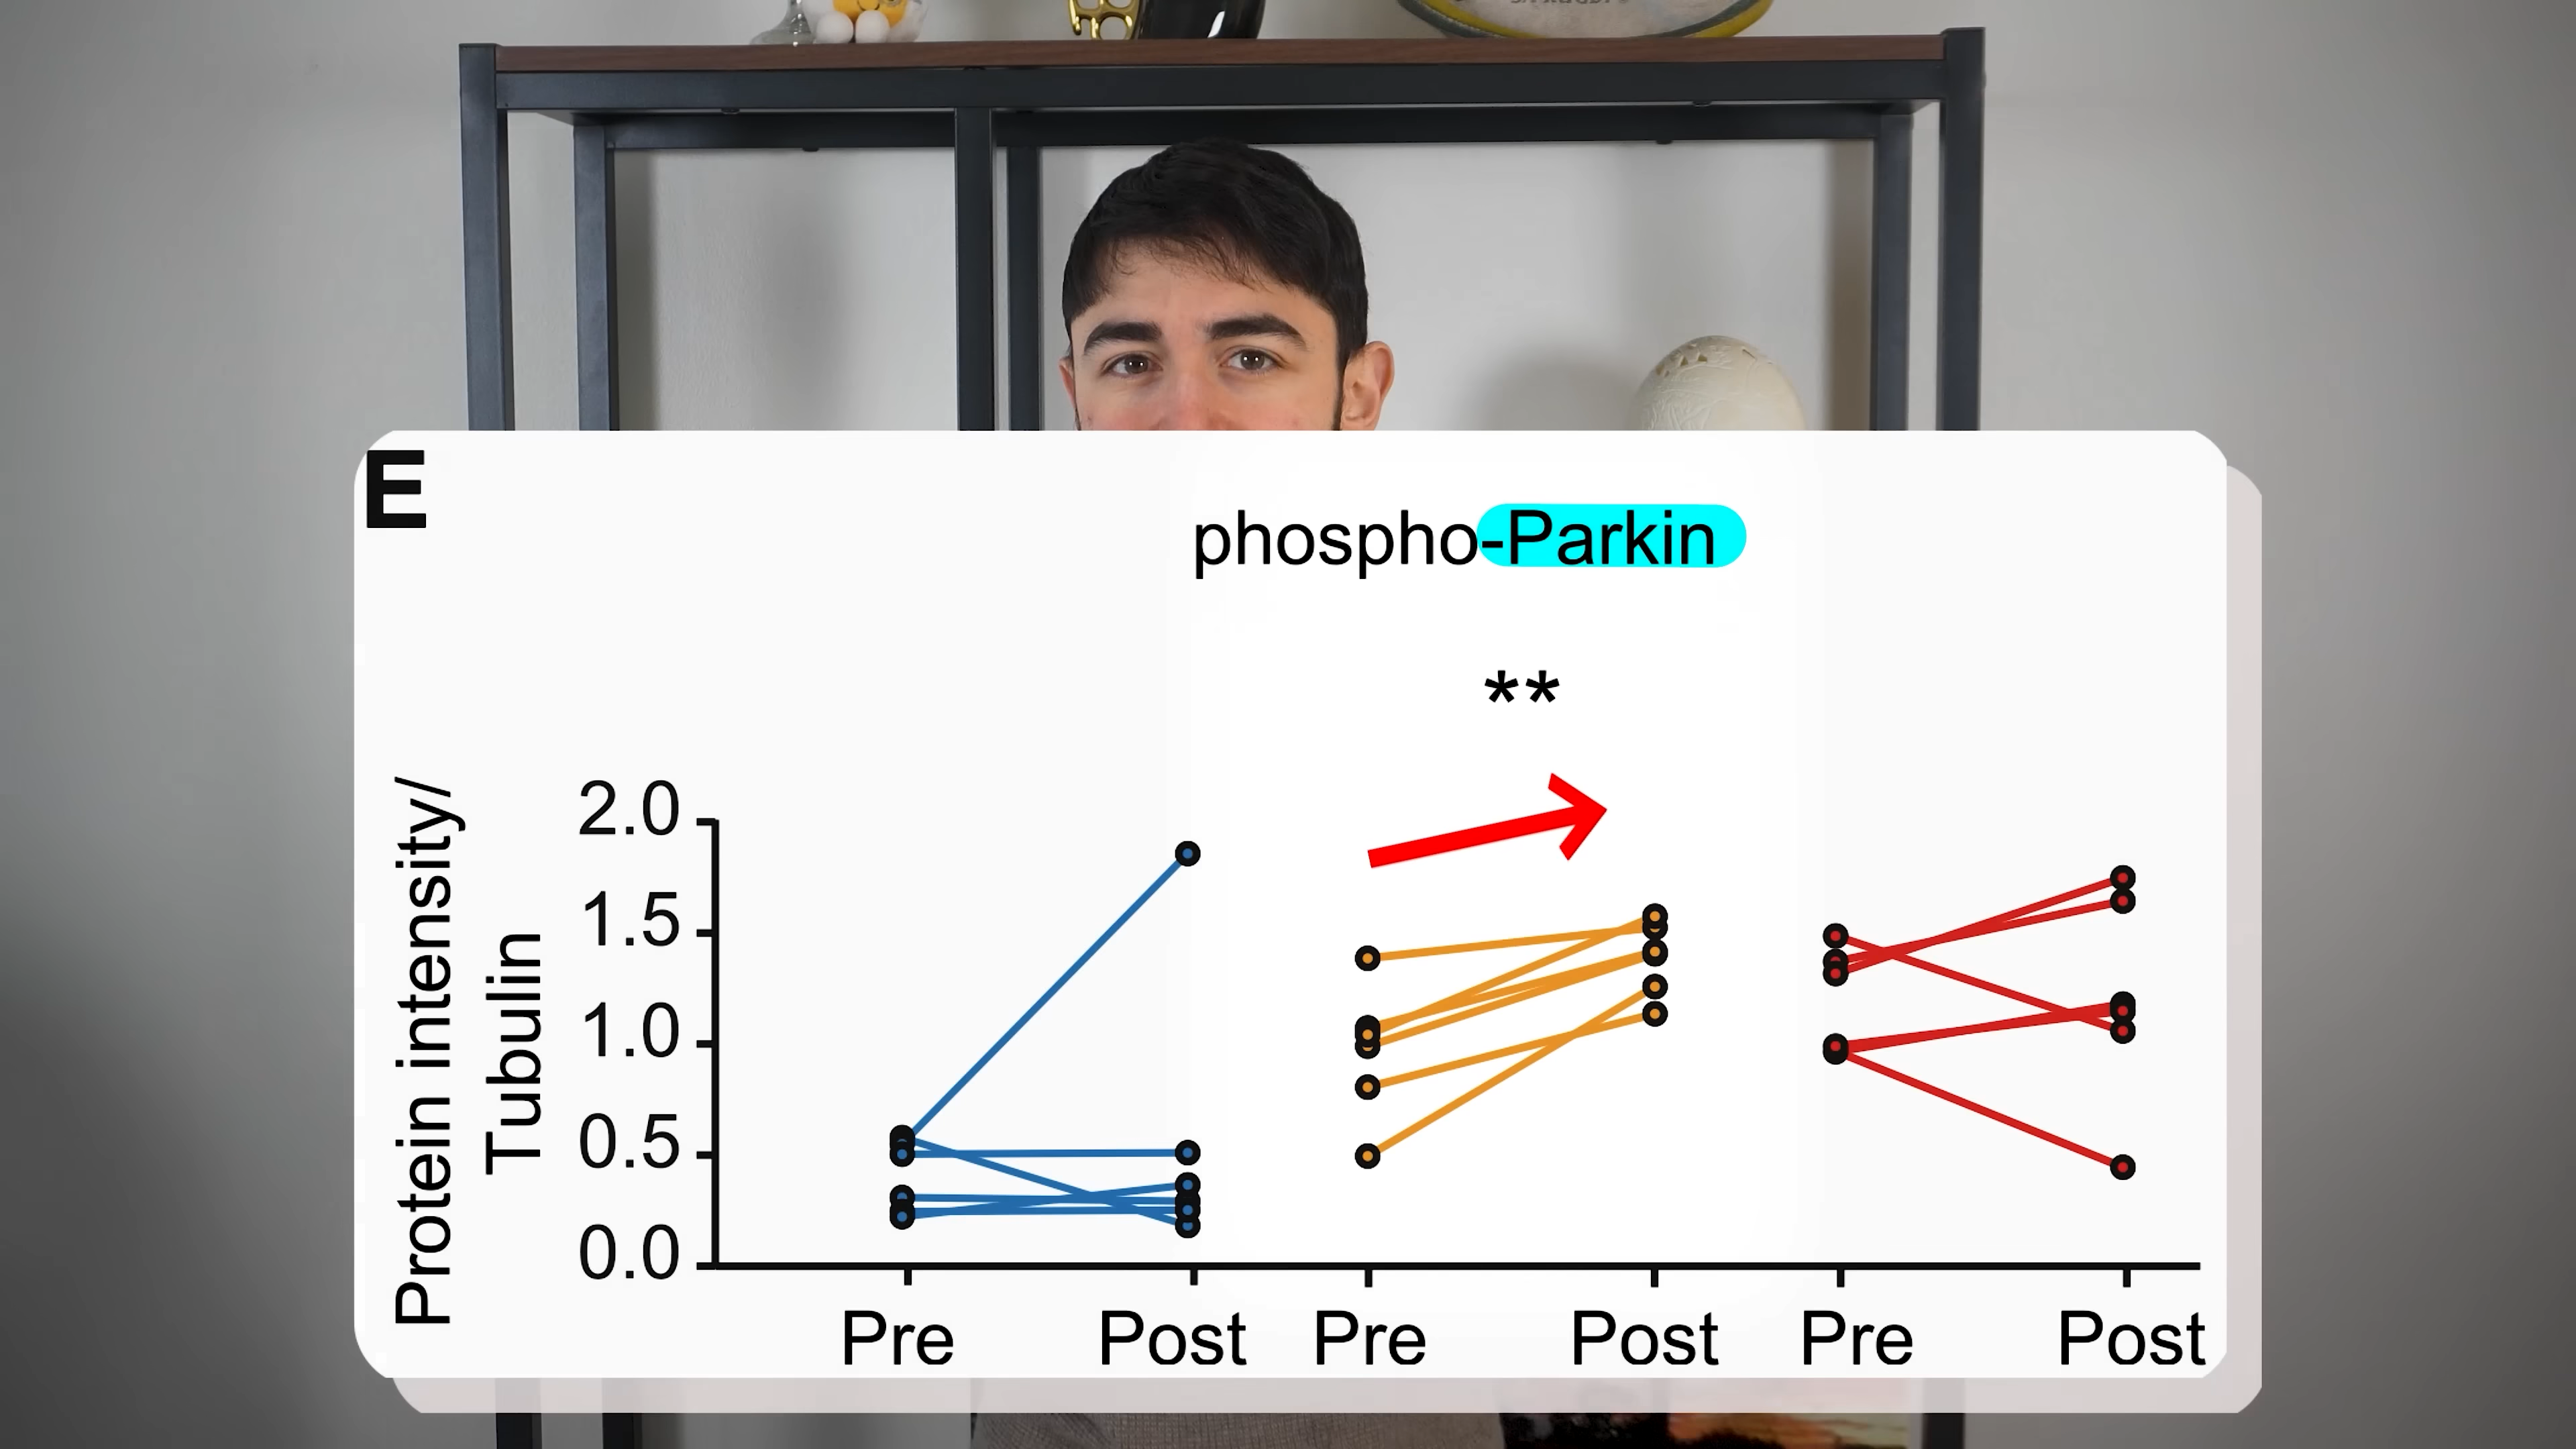 E
phospho-Parkin
**
Protein intensity/
Tubulin
2.0
1.5
1.0
0.5
0.0
Pre Post Pre Post Pre Post